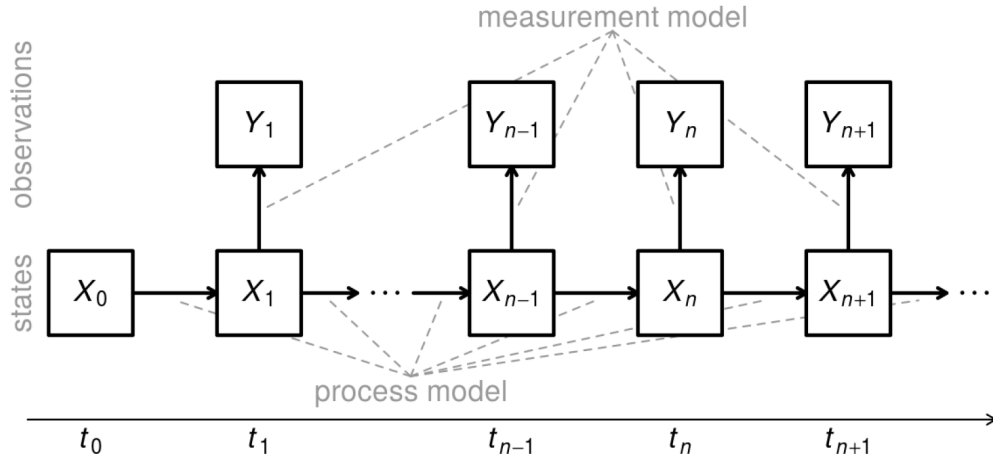 measurement model
observations
Y₁ Yₙ₋₁ Yₙ Yₙ₊₁
states
X₀ X₁ ⋯ Xₙ₋₁ Xₙ Xₙ₊₁ ⋯
process model
t₀ t₁ tₙ₋₁ tₙ tₙ₊₁